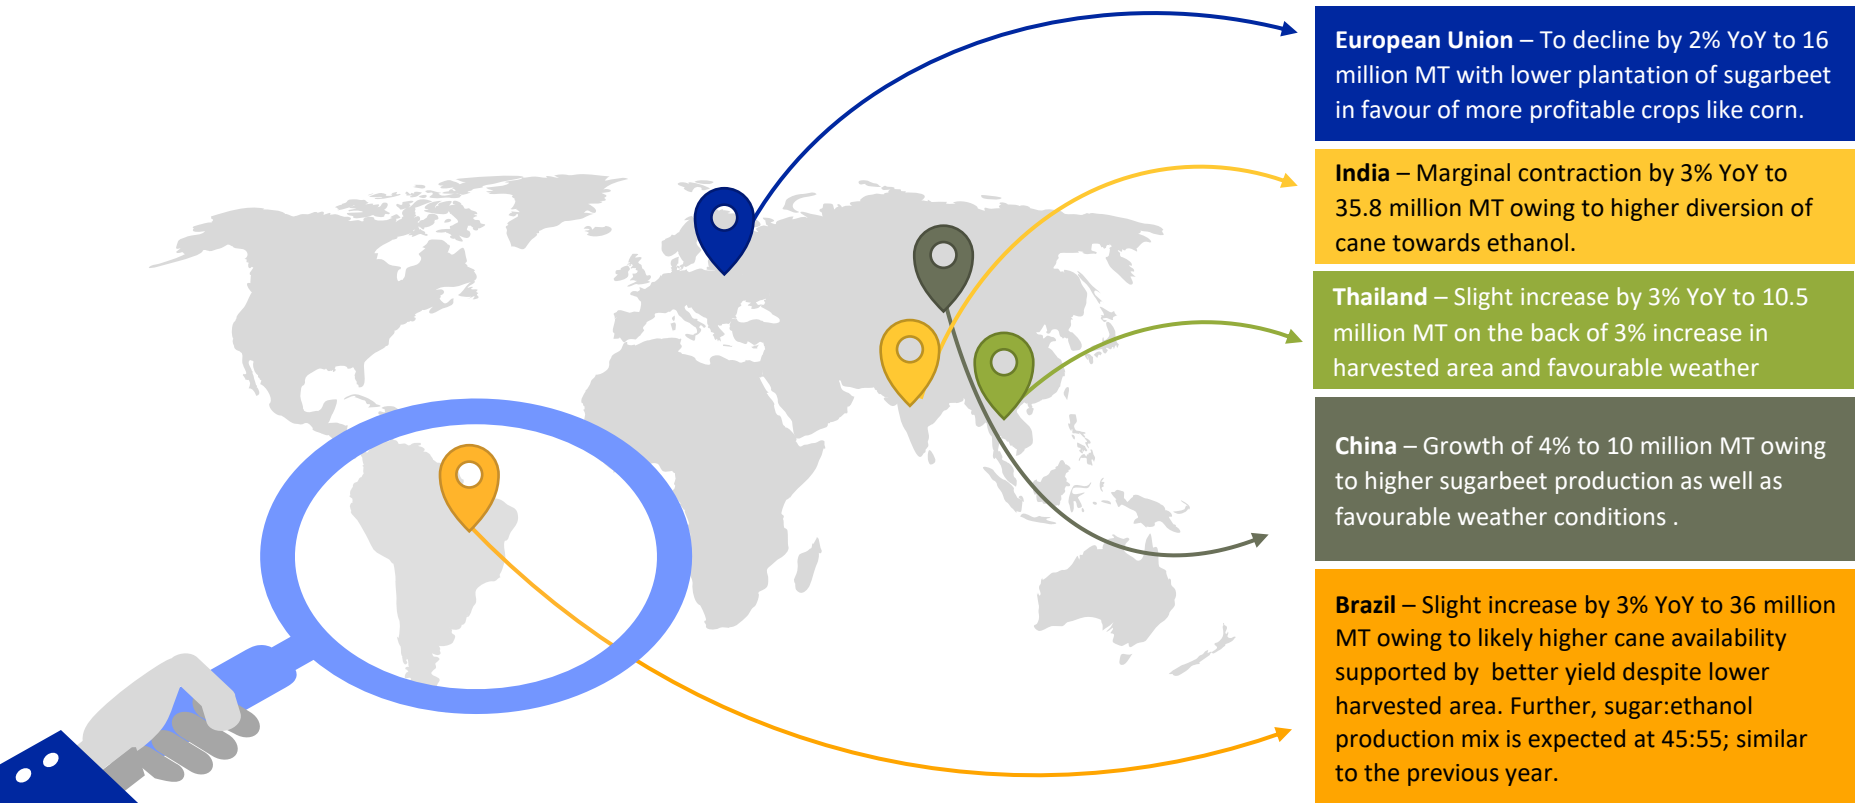 European Union – To decline by 2% YoY to 16
million MT with lower plantation of sugarbeet
in favour of more profitable crops like corn.
India – Marginal contraction by 3% YoY to
35.8 million MT owing to higher diversion of
cane towards ethanol.
Thailand – Slight increase by 3% YoY to 10.5
million MT on the back of 3% increase in
harvested area and favourable weather
China – Growth of 4% to 10 million MT owing
to higher sugarbeet production as well as
favourable weather conditions .
Brazil – Slight increase by 3% YoY to 36 million
MT owing to likely higher cane availability
supported by  better yield despite lower
harvested area. Further, sugar:ethanol
production mix is expected at 45:55; similar
to the previous year.